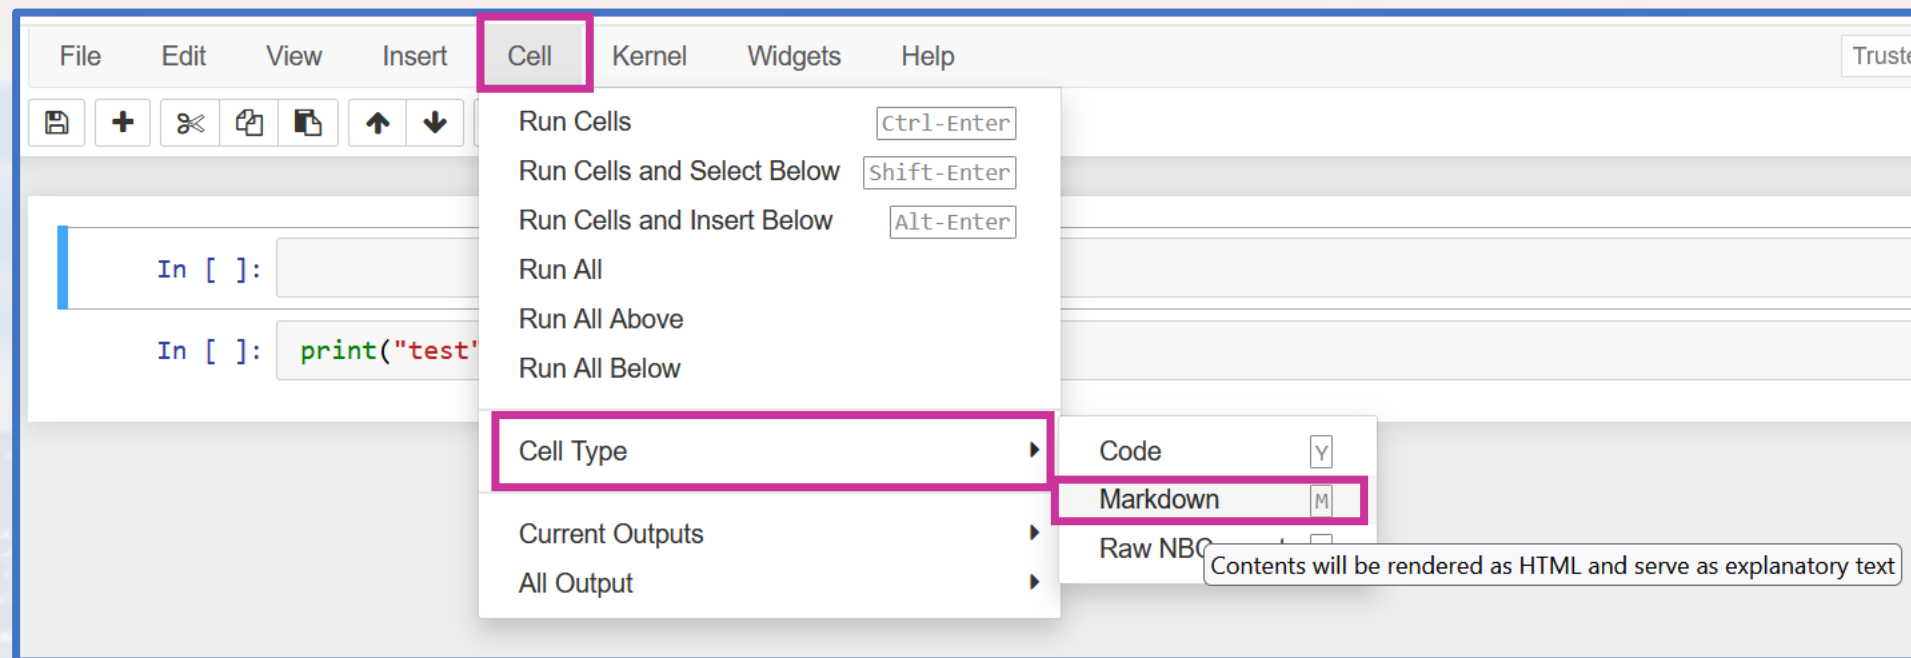 File Edit View Insert Cell Kernel Widgets Help
Run Cells Ctrl-Enter
Run Cells and Select Below Shift-Enter
Run Cells and Insert Below Alt-Enter
In [ ]:
Run All
Run All Above
In [ ]: print("test"
Run All Below
Cell Type Code Y
Markdown M
Current Outputs
Raw
Contents will be rendered as HTML and serve as explanatory text
All Output